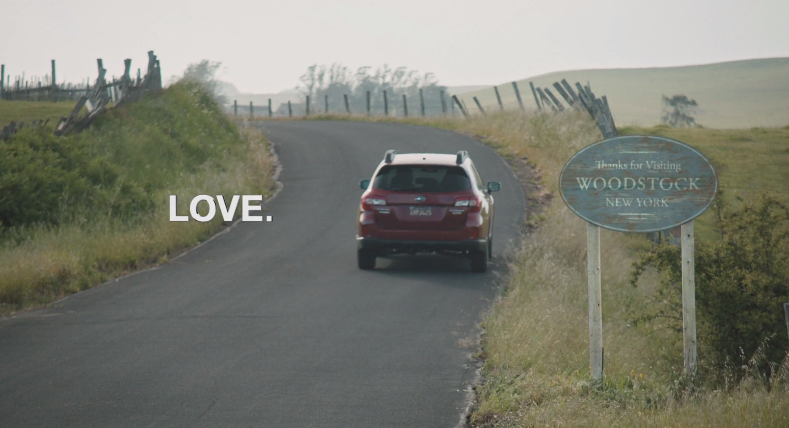 LOVE.
Thanks for Visiting
WOODSTOCK
NEW YORK